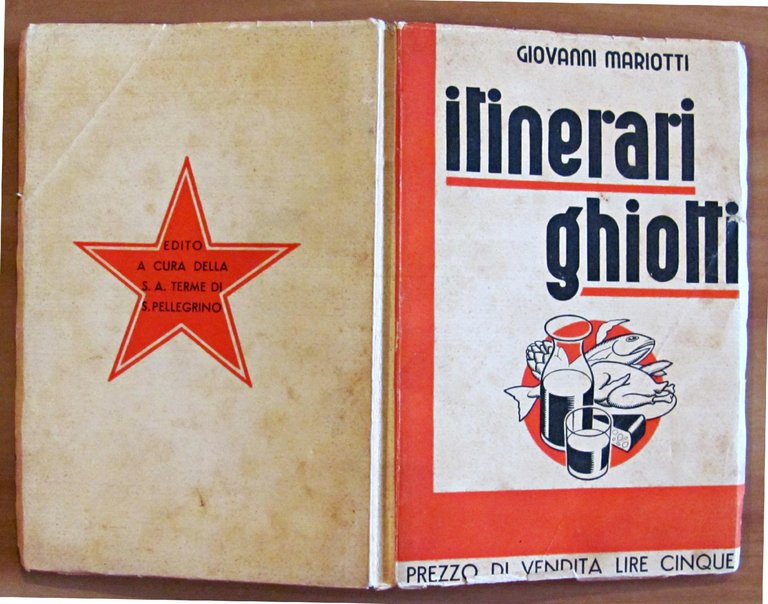 EDITO
A CURA DELLA
S. A. TERME DI
S. PELLEGRINO
GIOVANNI MARIOTTI
itinerari
ghiotti
PREZZO DI VENDITA LIRE CINQUE